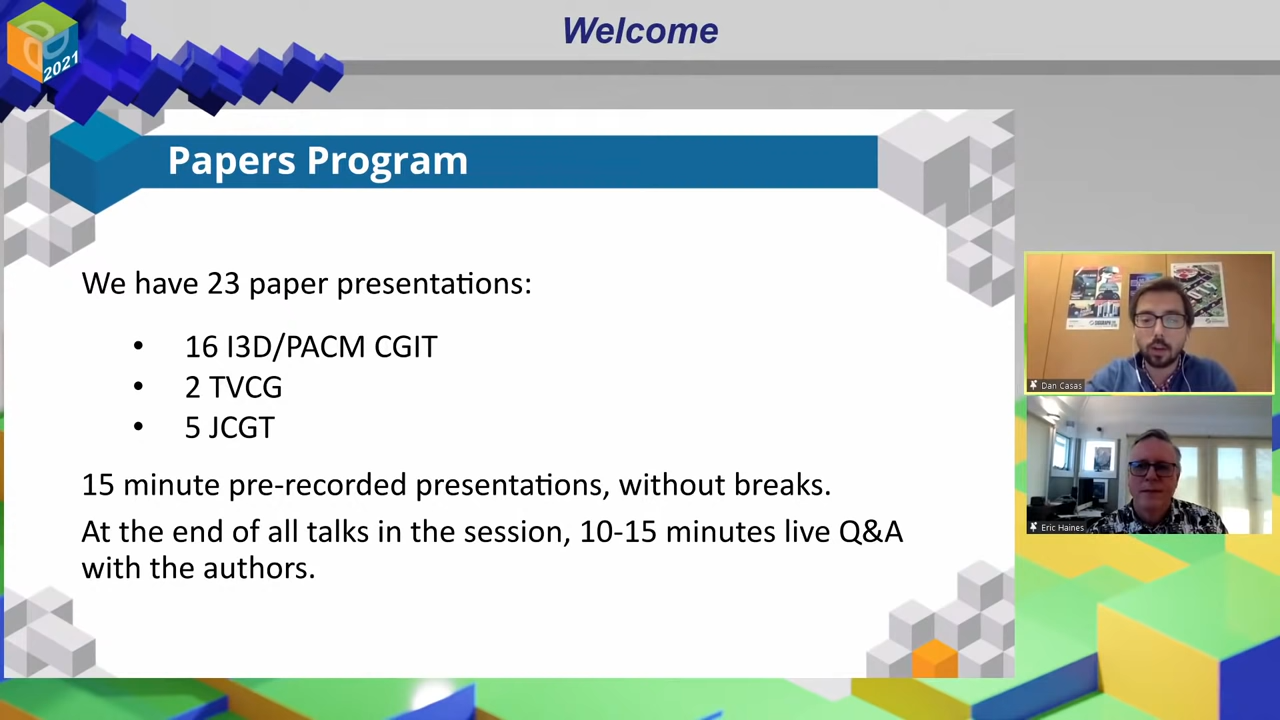 Welcome
2021
Papers Program
We have 23 paper presentations:
• 16 I3D/PACM CGIT
• 2 TVCG
• 5 JCGT
15 minute pre-recorded presentations, without breaks.
At the end of all talks in the session, 10-15 minutes live Q&A
with the authors.
Dan Casas
Eric Haines